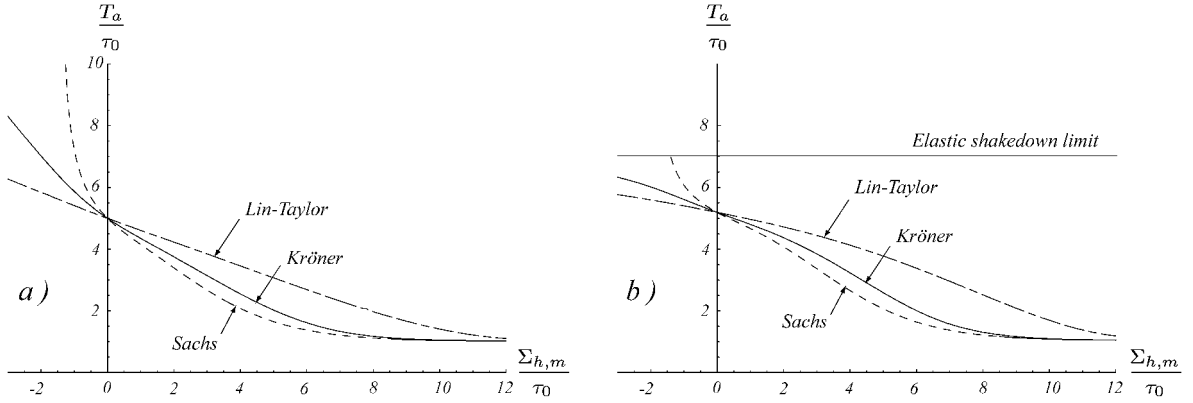 T_a
τ_0
10
8
6
4
2
Lin-Taylor
Kröner
Sachs
a )
-2 0 2 4 6 8 10 12
Σ_{h,m}
τ_0
T_a
τ_0
8
6
4
2
Elastic shakedown limit
Lin-Taylor
Kröner
Sachs
b )
-2 0 2 4 6 8 10 12
Σ_{h,m}
τ_0